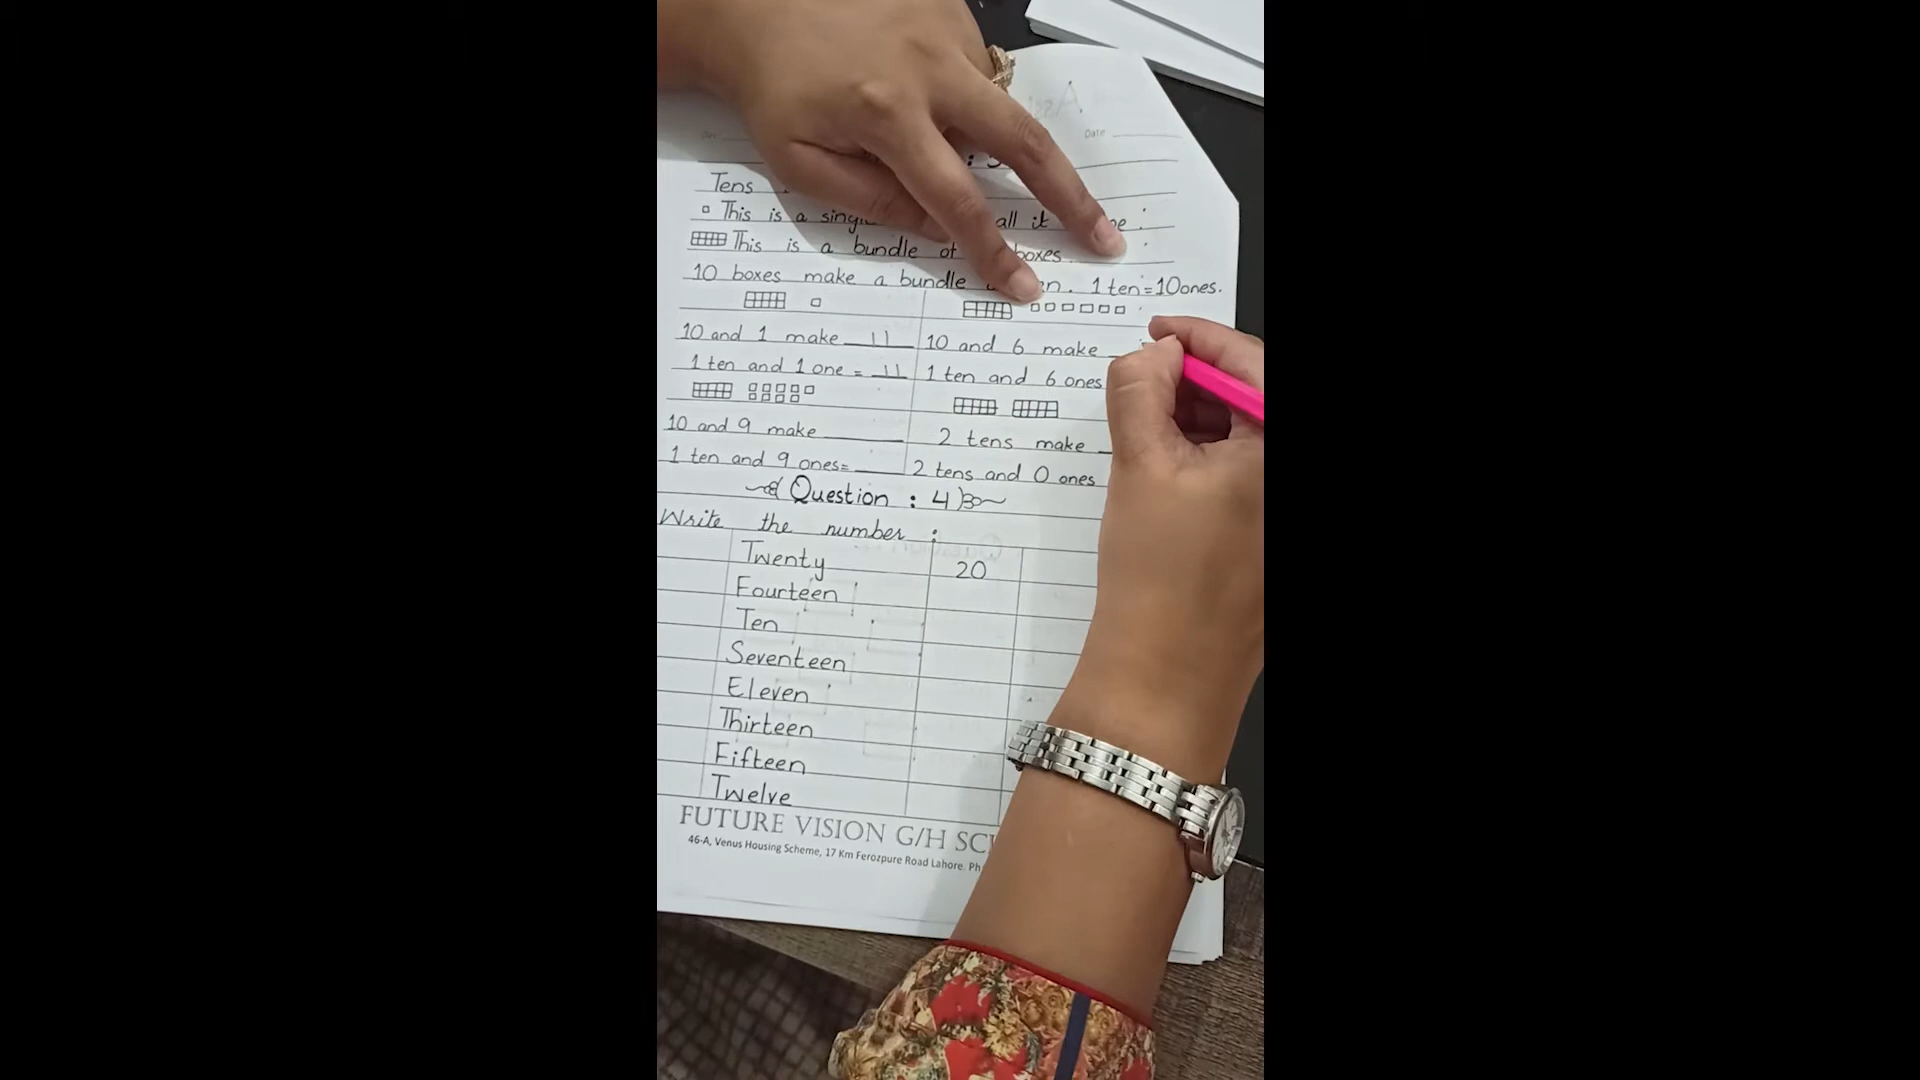 Date
Tens
This is a all it
This is a bundle of boxes
10 boxes make a bundle 1 ten = 10 ones.
10 and 1 make 11
10 and 6 make
1 ten and 1 one = 11
1 ten and 6 ones
10 and 9 make
2 tens make
1 ten and 9 ones=
2 tens and 0 ones
Question : 4
Write the number :
Twenty 20
Fourteen
Ten
Seventeen
Eleven
Thirteen
Fifteen
Twelve
FUTURE VISION G/H
46-A, Venus Housing Scheme, 17 Km Ferozpure Road Lahore. Ph